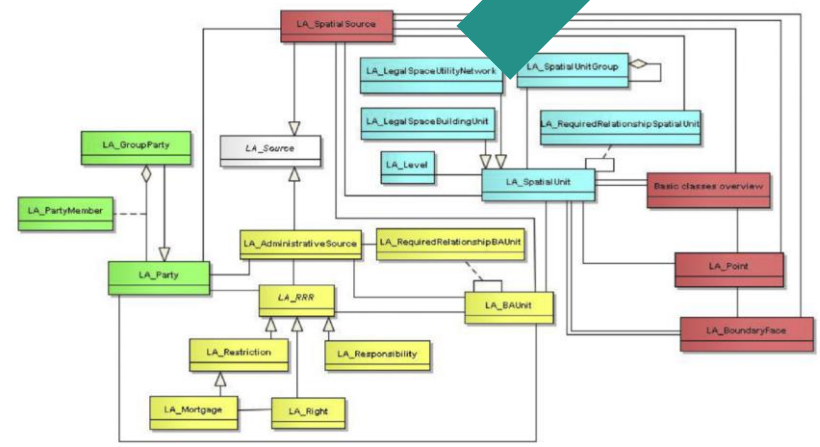 LA_SpatialSource
LA_LegalSpaceUtilityNetwork
LA_SpatialUnitGroup
LA_LegalSpaceBuildingUnit
LA_RequiredRelationshipSpatialUnit
LA_GroupParty
LA_Source
LA_Level
LA_SpatialUnit
Basic classes overview
LA_PartyMember
LA_AdministrativeSource
LA_RequiredRelationshipBAUnit
LA_Party
LA_Point
LA_RRR
LA_BAUnit
LA_BoundaryFace
LA_Restriction
LA_Responsibility
LA_Mortgage
LA_Right